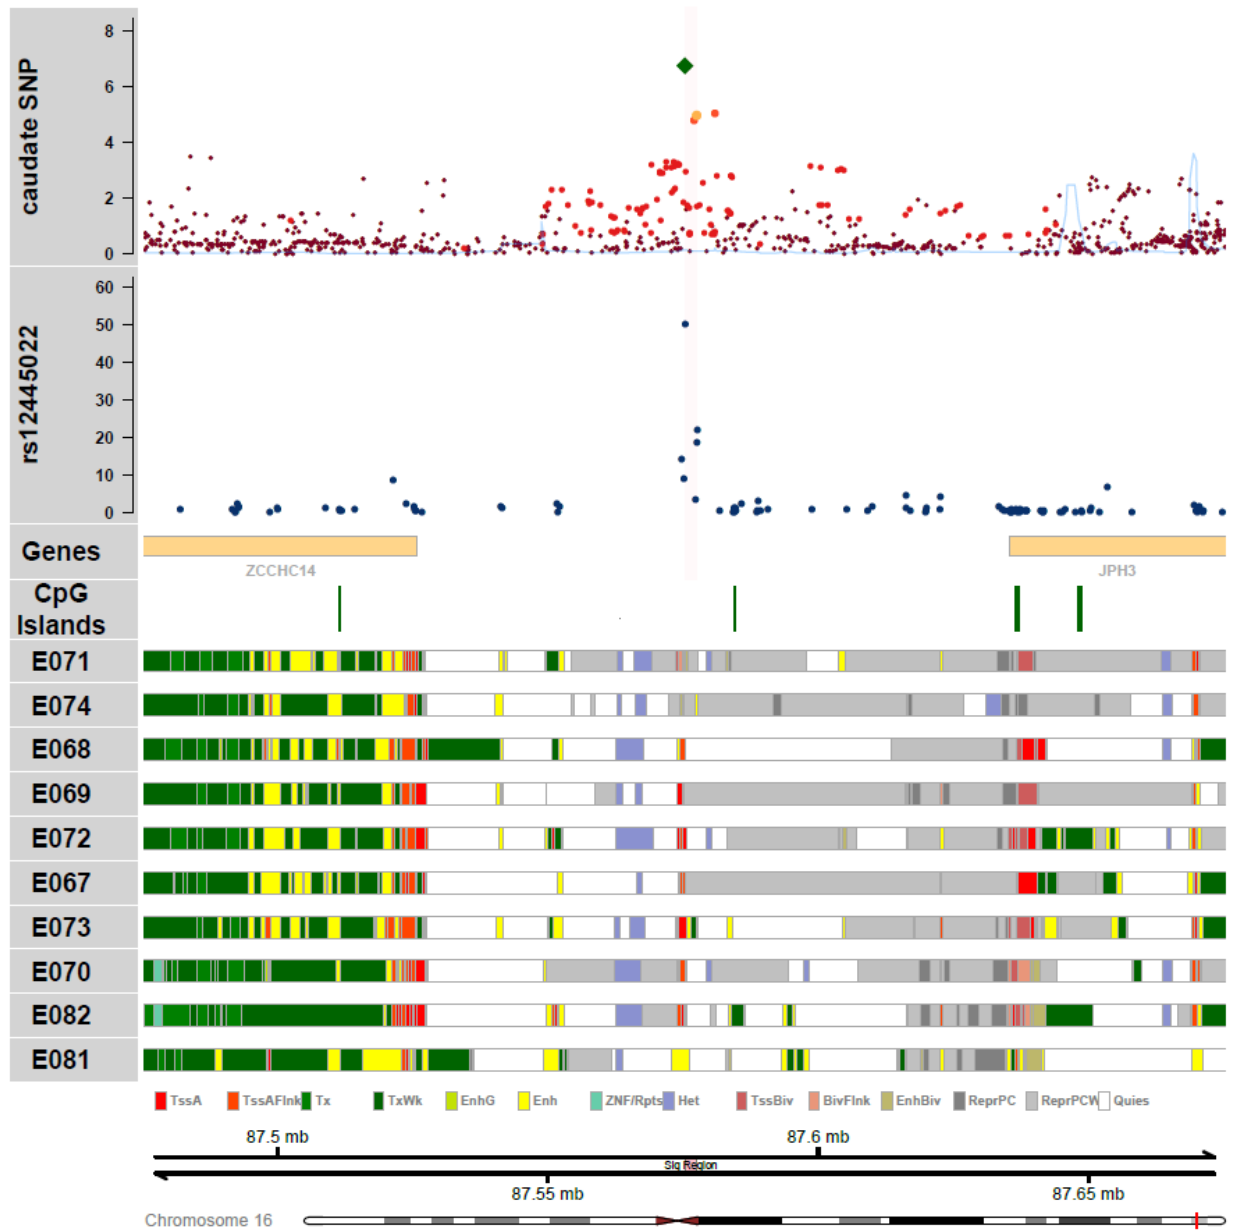 caudate SNP
8
6
4
2
0
rs12445022
60
50
40
30
20
10
0
Genes
ZCCHC14
JPH3
CpG
Islands
E071
E074
E068
E069
E072
E067
E073
E070
E082
E081
TssA TssAFlnk Tx TxWk EnhG Enh ZNF/Rpts Het TssBiv BivFlnk EnhBiv ReprPC ReprPCW Quies
87.5 mb 87.6 mb
Sig Region
87.55 mb 87.65 mb
Chromosome 16